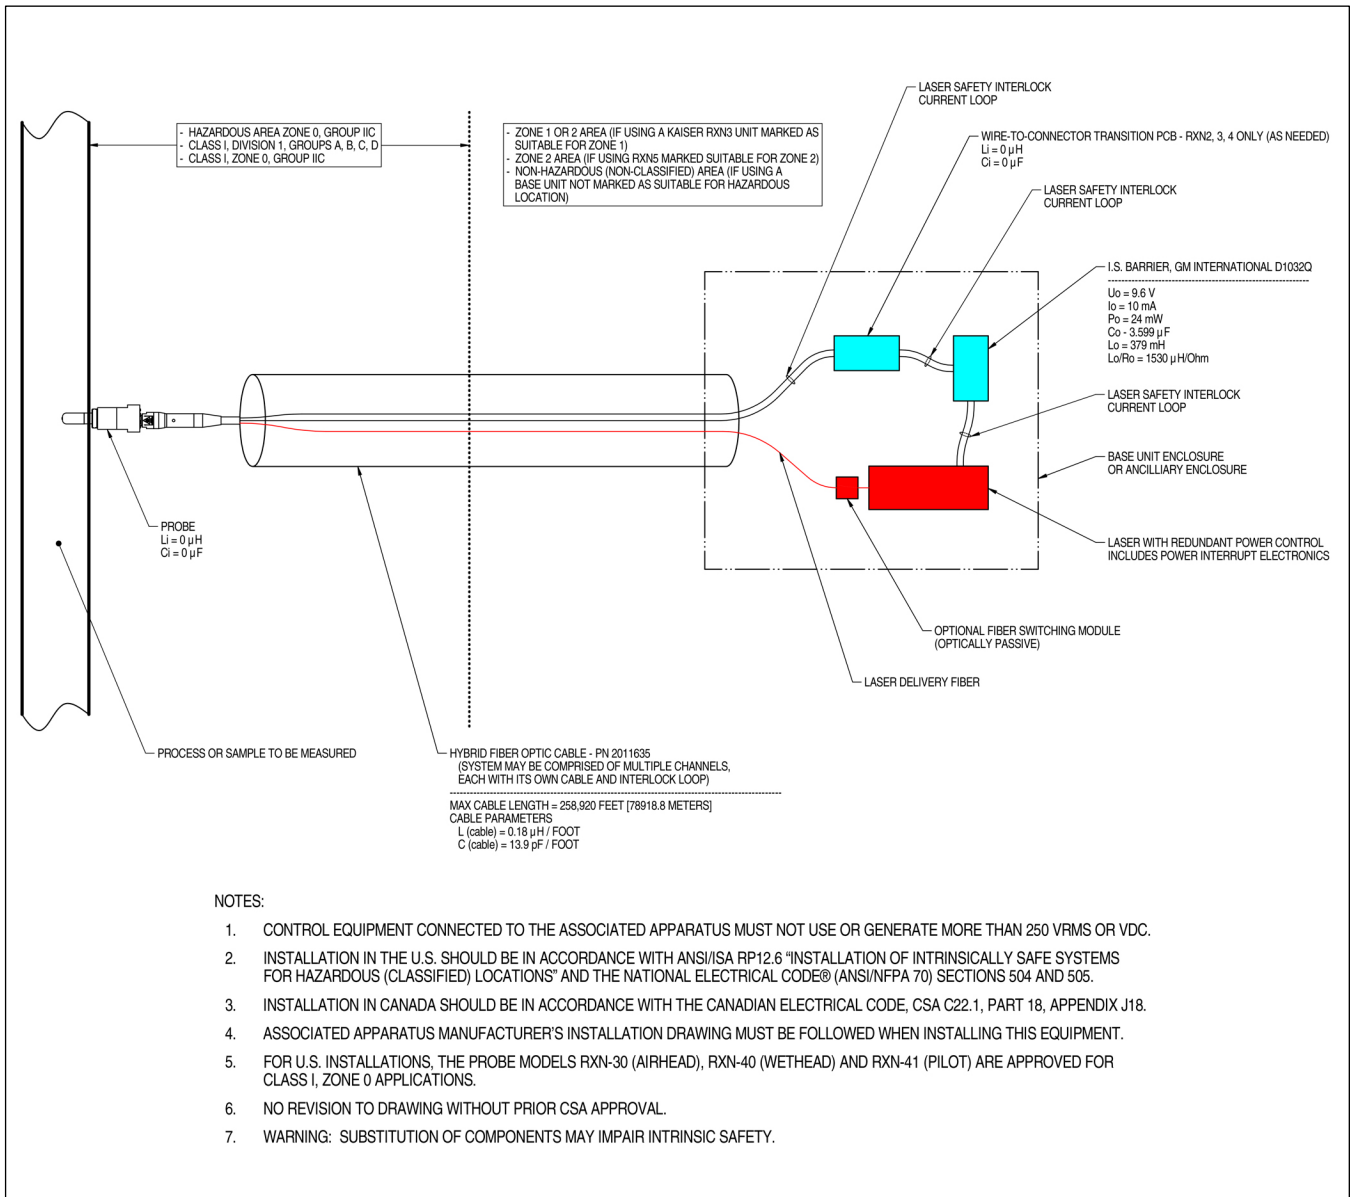 LASER SAFETY INTERLOCK
CURRENT LOOP
- HAZARDOUS AREA ZONE 0, GROUP IIC
- CLASS I, DIVISION 1, GROUPS A, B, C, D
- CLASS I, ZONE 0, GROUP IIC
- ZONE 1 OR 2 AREA (IF USING A KAISER RXN3 UNIT MARKED AS
SUITABLE FOR ZONE 1)
- ZONE 2 AREA (IF USING RXN5 MARKED SUITABLE FOR ZONE 2)
- NON-HAZARDOUS (NON-CLASSIFIED) AREA (IF USING A
BASE UNIT NOT MARKED AS SUITABLE FOR HAZARDOUS
LOCATION)
WIRE-TO-CONNECTOR TRANSITION PCB - RXN2, 3, 4 ONLY (AS NEEDED)
Li = 0 µH
Ci = 0 µF
LASER SAFETY INTERLOCK
CURRENT LOOP
I.S. BARRIER, GM INTERNATIONAL D1032Q
Uo = 9.6 V
Io = 10 mA
Po = 24 mW
Co - 3.599 µF
Lo = 379 mH
Lo/Ro = 1530 µH/Ohm
LASER SAFETY INTERLOCK
CURRENT LOOP
BASE UNIT ENCLOSURE
OR ANCILLIARY ENCLOSURE
PROBE
Li = 0 µH
Ci = 0 µF
LASER WITH REDUNDANT POWER CONTROL
INCLUDES POWER INTERRUPT ELECTRONICS
OPTIONAL FIBER SWITCHING MODULE
(OPTICALLY PASSIVE)
LASER DELIVERY FIBER
PROCESS OR SAMPLE TO BE MEASURED
HYBRID FIBER OPTIC CABLE - PN 2011635
(SYSTEM MAY BE COMPRISED OF MULTIPLE CHANNELS,
EACH WITH ITS OWN CABLE AND INTERLOCK LOOP)
MAX CABLE LENGTH = 258,920 FEET [78918.8 METERS]
CABLE PARAMETERS
L (cable) = 0.18 µH / FOOT
C (cable) = 13.9 pF / FOOT
NOTES:
1. CONTROL EQUIPMENT CONNECTED TO THE ASSOCIATED APPARATUS MUST NOT USE OR GENERATE MORE THAN 250 VRMS OR VDC.
2. INSTALLATION IN THE U.S. SHOULD BE IN ACCORDANCE WITH ANSI/ISA RP12.6 “INSTALLATION OF INTRINSICALLY SAFE SYSTEMS
FOR HAZARDOUS (CLASSIFIED) LOCATIONS” AND THE NATIONAL ELECTRICAL CODE® (ANSI/NFPA 70) SECTIONS 504 AND 505.
3. INSTALLATION IN CANADA SHOULD BE IN ACCORDANCE WITH THE CANADIAN ELECTRICAL CODE, CSA C22.1, PART 18, APPENDIX J18.
4. ASSOCIATED APPARATUS MANUFACTURER'S INSTALLATION DRAWING MUST BE FOLLOWED WHEN INSTALLING THIS EQUIPMENT.
5. FOR U.S. INSTALLATIONS, THE PROBE MODELS RXN-30 (AIRHEAD), RXN-40 (WETHEAD) AND RXN-41 (PILOT) ARE APPROVED FOR
CLASS I, ZONE 0 APPLICATIONS.
6. NO REVISION TO DRAWING WITHOUT PRIOR CSA APPROVAL.
7. WARNING: SUBSTITUTION OF COMPONENTS MAY IMPAIR INTRINSIC SAFETY.